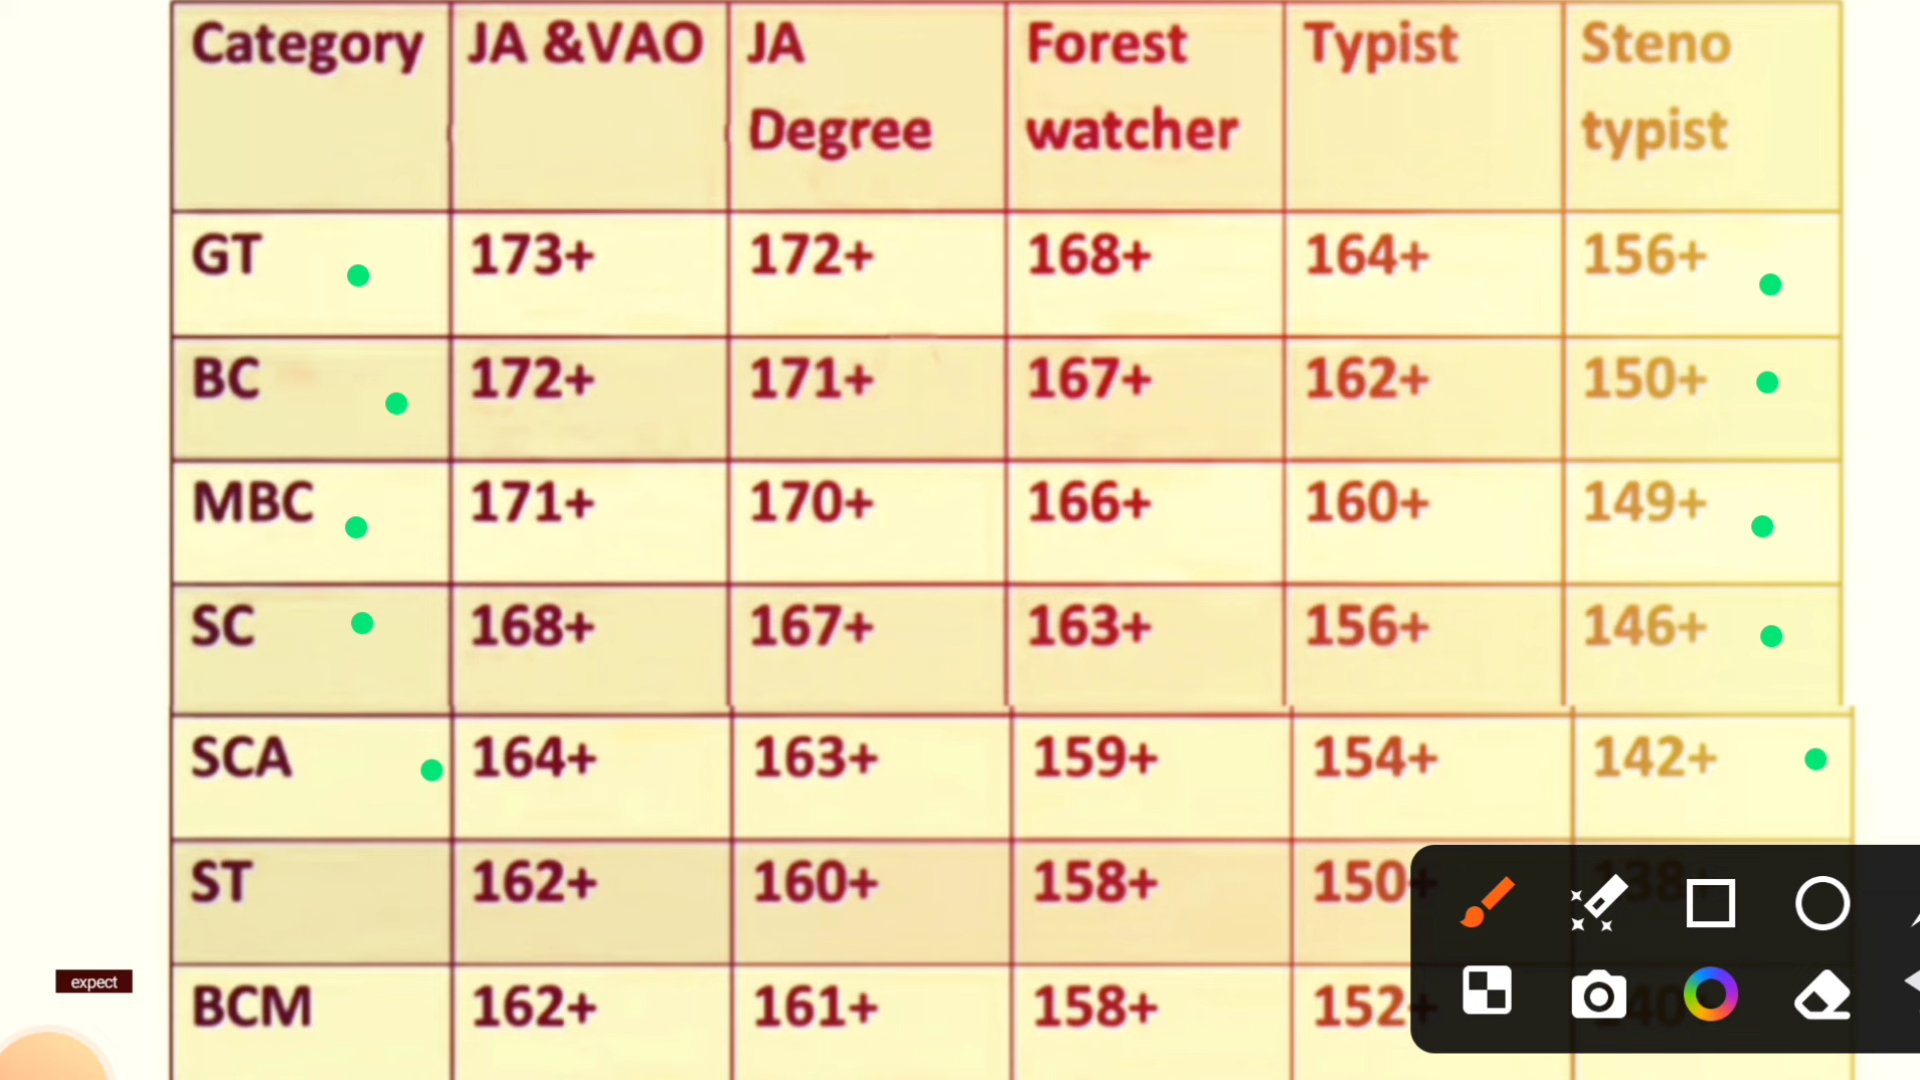 Category JA &VAO JA Degree Forest watcher Typist Steno typist
GT 173+ 172+ 168+ 164+ 156+
BC 172+ 171+ 167+ 162+ 150+
MBC 171+ 170+ 166+ 160+ 149+
SC 168+ 167+ 163+ 156+ 146+
SCA 164+ 163+ 159+ 154+ 142+
ST 162+ 160+ 158+ 150+ 138+
BCM 162+ 161+ 158+ 152+
expect